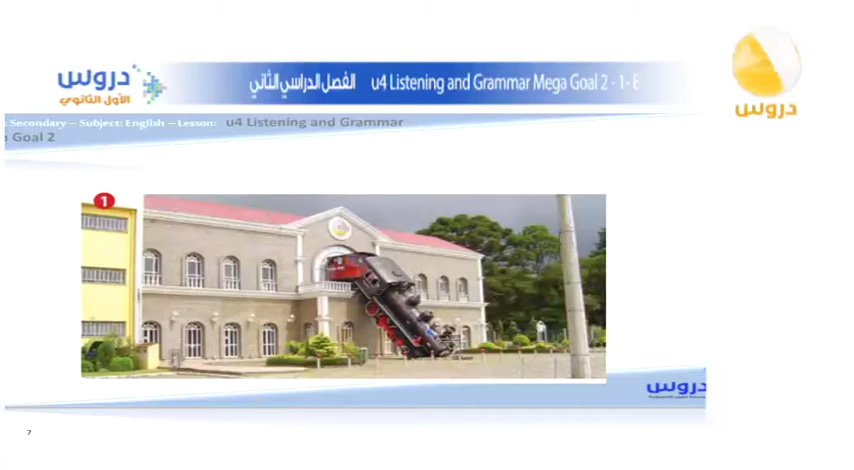 دروس
الأول الثانوي
الفصل الدراسي الثاني u4 Listening and Grammar Mega Goal 2 - 1- E
دروس
Secondary – Subject: English – Lesson: u4 Listening and Grammar
Goal 2
1
دروس
7